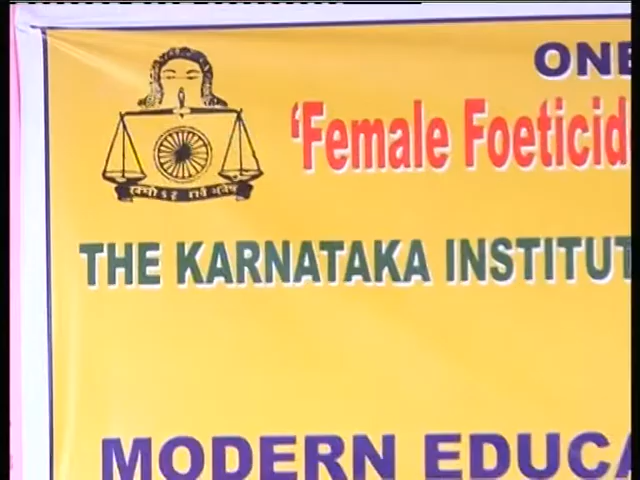 ONE
'Female Foeticid
THE KARNATAKA INSTITUT
MODERN EDUCA